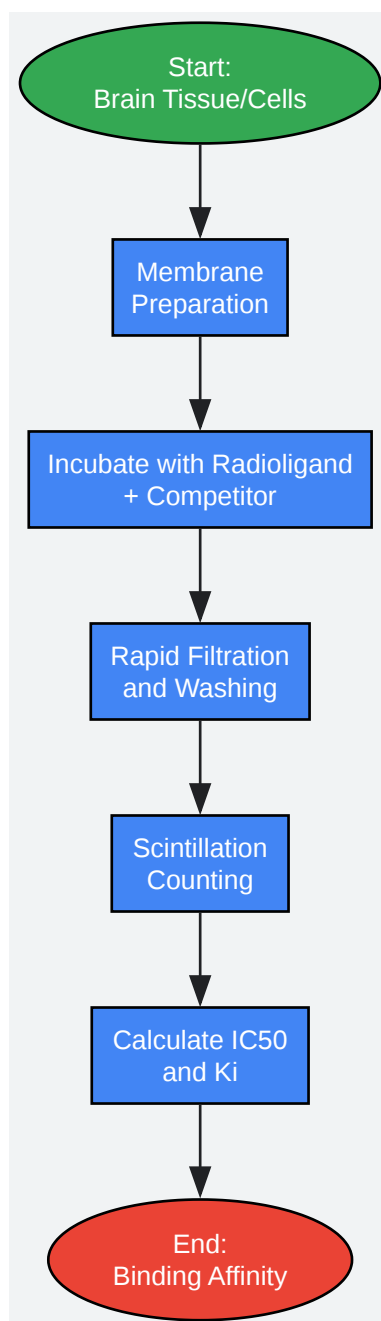 Start:
Brain Tissue/Cells
Membrane
Preparation
Incubate with Radioligand
+ Competitor
Rapid Filtration
and Washing
Scintillation
Counting
Calculate IC50
and Ki
End:
Binding Affinity